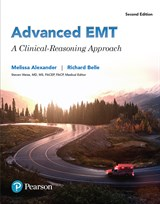 Second Edition
Advanced EMT
A Clinical-Reasoning Approach
Melissa Alexander | Richard Belle
Pearson